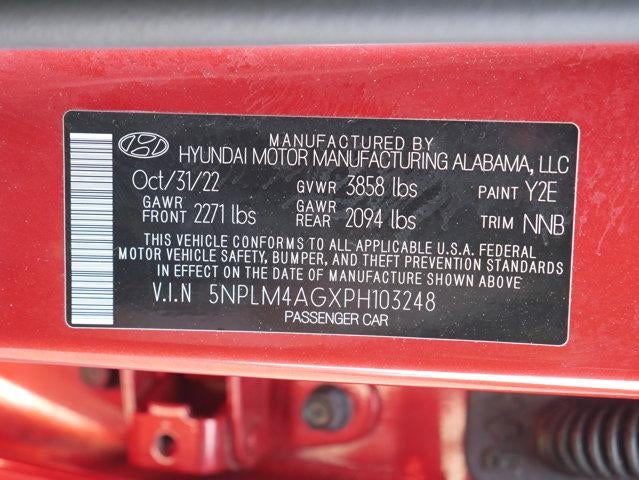 MANUFACTURED BY
HYUNDAI MOTOR MANUFACTURING ALABAMA, LLC
Oct/31/22 GVWR 3858 lbs PAINT Y2E
GAWR FRONT 2271 lbs GAWR REAR 2094 lbs TRIM NNB
THIS VEHICLE CONFORMS TO ALL APPLICABLE U.S.A. FEDERAL
MOTOR VEHICLE SAFETY, BUMPER, AND THEFT PREVENTION STANDARDS
IN EFFECT ON THE DATE OF MANUFACTURE SHOWN ABOVE
V.I.N 5NPLM4AGXPH103248
PASSENGER CAR